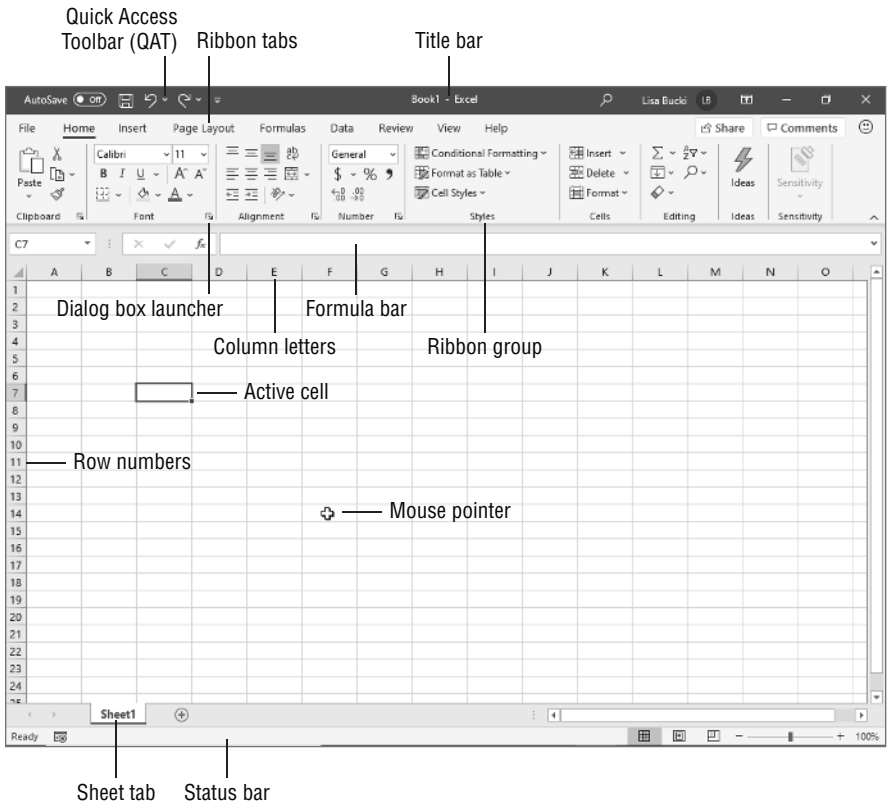 Quick Access
Toolbar (QAT) Ribbon tabs Title bar
AutoSave Off Book1 - Excel Lisa Bucki LB
File Home Insert Page Layout Formulas Data Review View Help Share Comments
Calibri 11 General Conditional Formatting Insert
Paste B I U A A $ % Format as Table Delete Ideas Sensitivity
A Cell Styles Format
Clipboard Font Alignment Number Styles Cells Editing Ideas Sensitivity
C7 fx
A B C D E F G H I J K L M N O
1
2 Dialog box launcher Formula bar
3
4 Column letters Ribbon group
5
6
7 Active cell
8
9
10
11 Row numbers
12
13
14 Mouse pointer
15
16
17
18
19
20
21
22
23
24
25
Sheet1
Ready 100%
Sheet tab Status bar